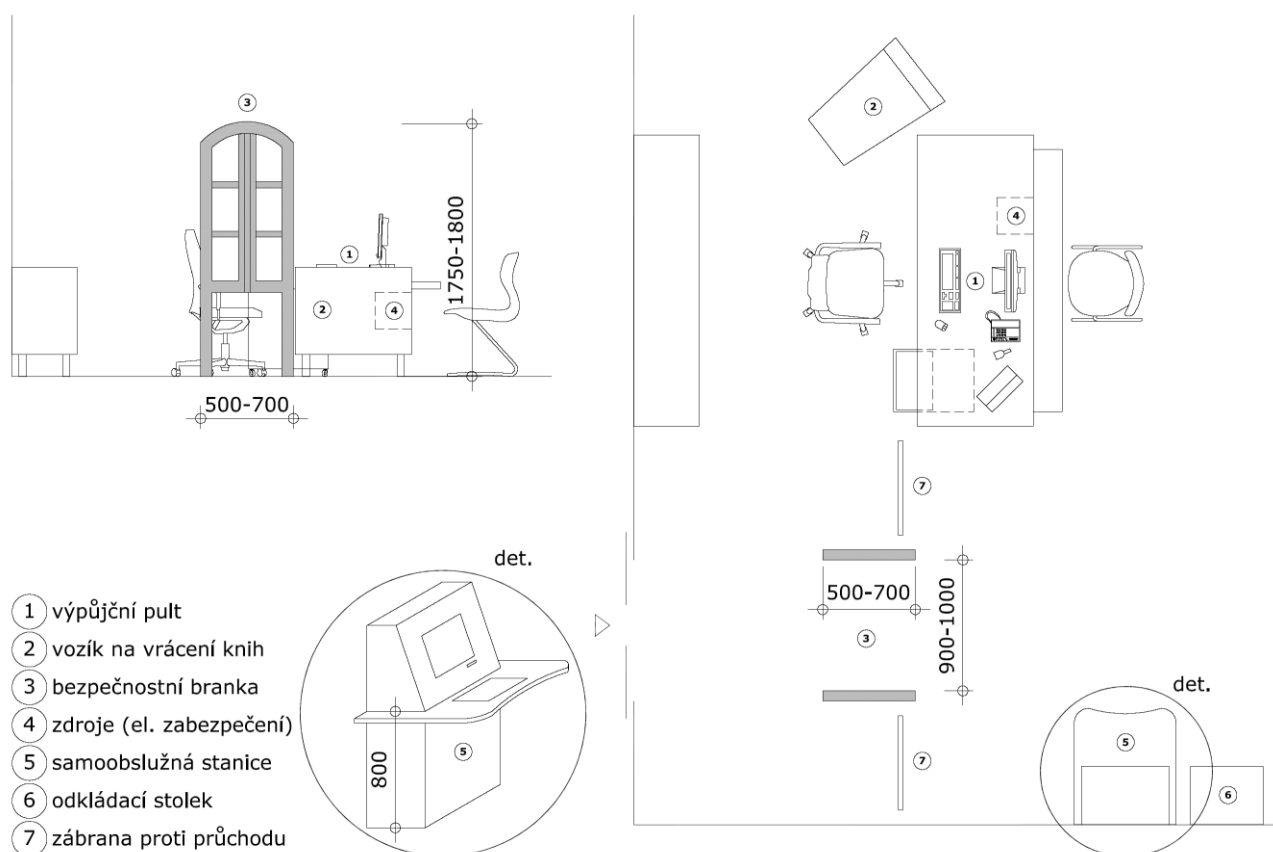 3
1
2
4
1750-1800
500-700
2
4
1
7
500-700
900-1000
3
7
det.
5
6
det.
5
800
1 výpůjční pult
2 vozík na vrácení knih
3 bezpečnostní branka
4 zdroje (el. zabezpečení)
5 samoobslužná stanice
6 odkládací stolek
7 zábrana proti průchodu